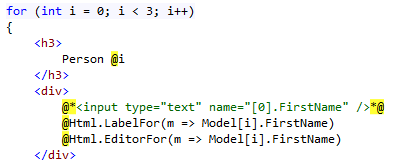 for (int i = 0; i < 3; i++)
{
<h3>
Person @i
</h3>
<div>
@*<input type="text" name="[0].FirstName" />*@
@Html.LabelFor(m => Model[i].FirstName)
@Html.EditorFor(m => Model[i].FirstName)
</div>